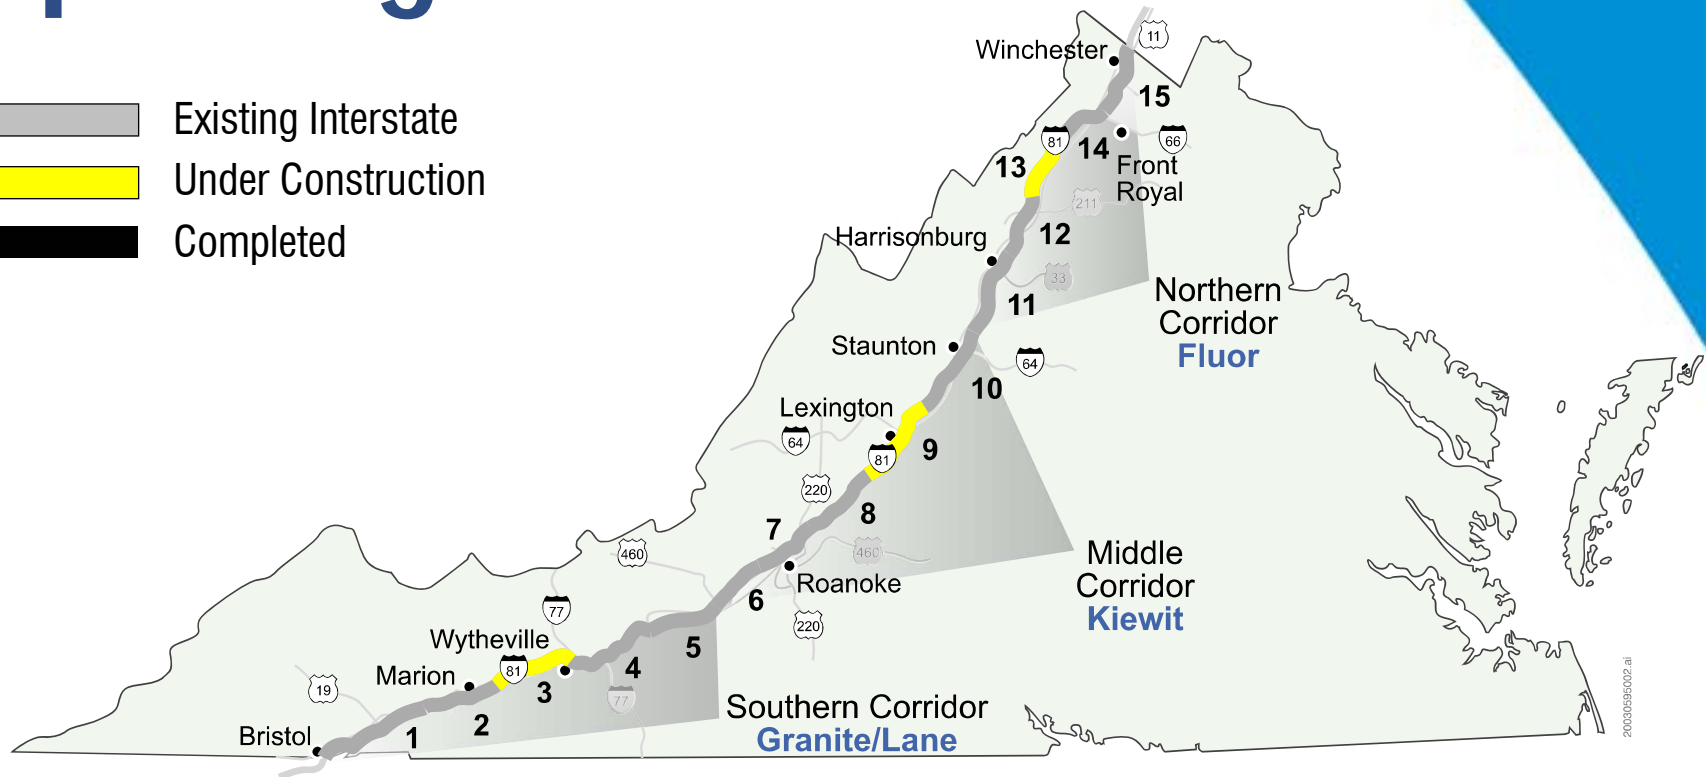 Existing Interstate
Under Construction
Completed
Winchester
11
15
81
14
66
13
Front
Royal
211
12
Harrisonburg
33
11
Northern
Corridor
Fluor
Staunton
64
10
Lexington
64
81
9
220
8
7
460
460
Middle
Corridor
Kiewit
Roanoke
6
77
220
Wytheville
5
81
4
Marion
3
77
19
2
Southern Corridor
Granite/Lane
Bristol
1
20030595002.ai